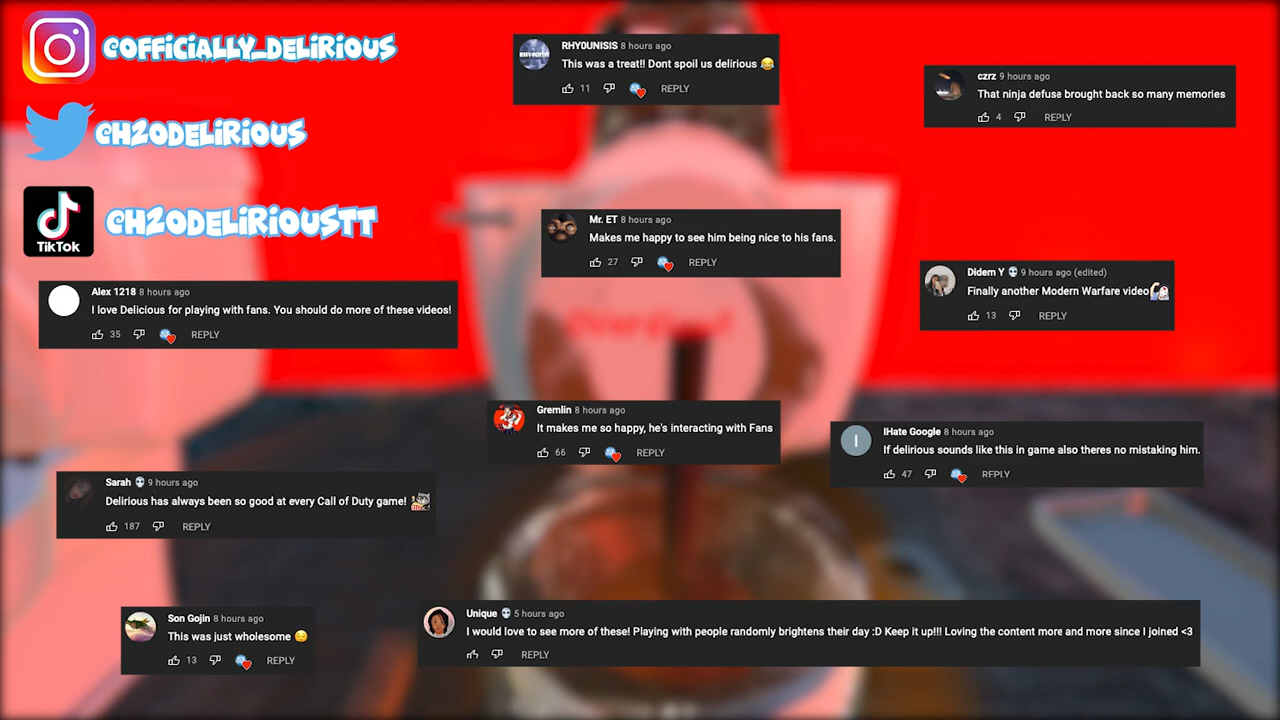 @OFFICIALLY_DELIRIOUS
@H2ODELIRIOUS
TikTok
@H2ODELIRIOUSTT
RHY0UNISIS 8 hours ago
This was a treat!! Dont spoil us delirious 😂
11 REPLY
czrz 9 hours ago
That ninja defuse brought back so many memories
4 REPLY
Mr. ET 8 hours ago
Makes me happy to see him being nice to his fans.
27 REPLY
Didem Y 9 hours ago (edited)
Finally another Modern Warfare video
13 REPLY
Alex 1218 8 hours ago
I love Delicious for playing with fans. You should do more of these videos!
35 REPLY
Gremlin 8 hours ago
It makes me so happy, he's interacting with Fans
66 REPLY
I
IHate Google 8 hours ago
If delirious sounds like this in game also theres no mistaking him.
47 REPLY
Sarah 9 hours ago
Delirious has always been so good at every Call of Duty game!
187 REPLY
Son Gojin 8 hours ago
This was just wholesome 😊
13 REPLY
Unique 5 hours ago
I would love to see more of these! Playing with people randomly brightens their day :D Keep it up!!! Loving the content more and more since I joined <3
REPLY